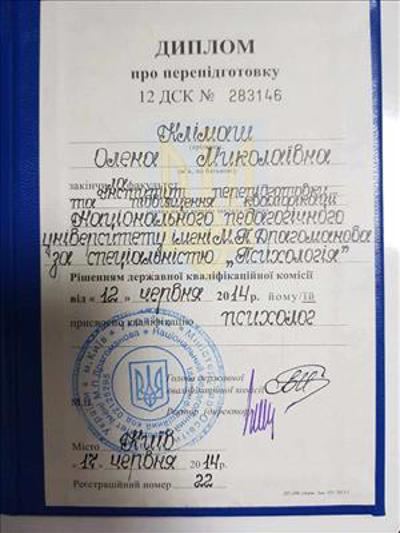 ДИПЛОМ
про перепідготовку
12 ДСК № 283146
Клімаш
Олена Миколаївна
закінчила факультет
Інститут перепідготовки
та підвищення кваліфікації
Національного педагогічного
університету імені М.П.Драгоманова
за спеціальністю „Психологія"
Рішенням державної кваліфікаційної комісії
від « 12 » червня 2014р. йому/їй
присвоєно кваліфікацію психолог
Голова державної
кваліфікаційної комісії
М.П. Ректор (директор)
Місто Київ
« 17 » червня 2014р.
Реєстраційний номер 22